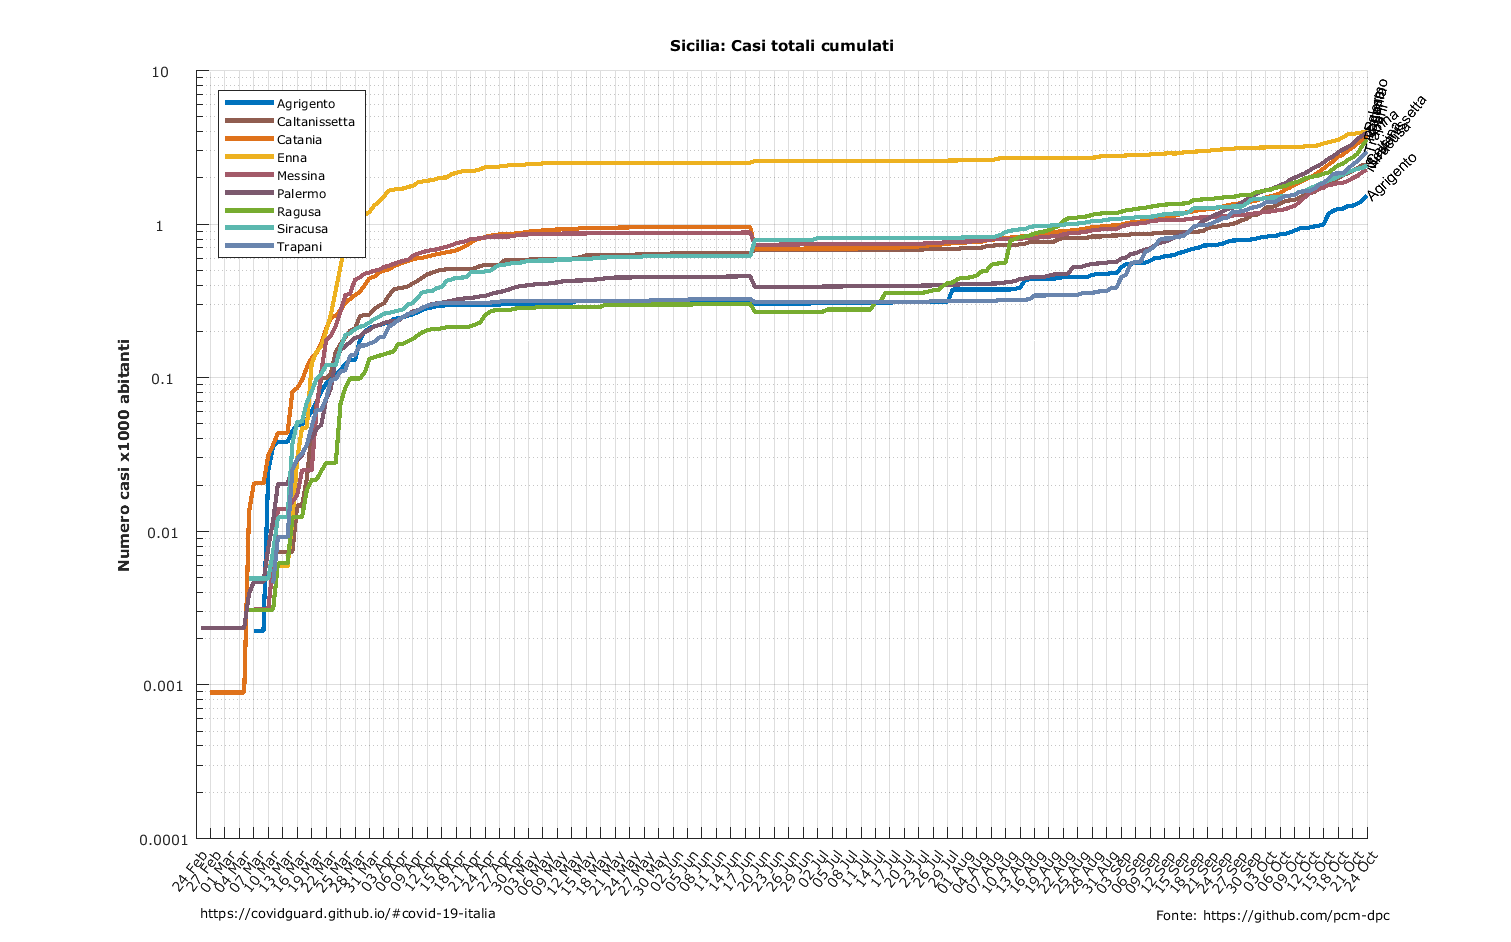 Sicilia: Casi totali cumulati
Numero casi x1000 abitanti
10
1
0.1
0.01
0.001
0.0001
Agrigento
Caltanissetta
Catania
Enna
Messina
Palermo
Ragusa
Siracusa
Trapani
Agrigento
24 Feb
27 Feb
01 Mar
04 Mar
07 Mar
10 Mar
13 Mar
16 Mar
19 Mar
22 Mar
25 Mar
28 Mar
31 Mar
03 Apr
06 Apr
09 Apr
12 Apr
15 Apr
18 Apr
21 Apr
24 Apr
27 Apr
30 Apr
03 May
06 May
09 May
12 May
15 May
18 May
21 May
24 May
27 May
30 May
02 Jun
05 Jun
08 Jun
11 Jun
14 Jun
17 Jun
20 Jun
23 Jun
26 Jun
29 Jun
02 Jul
05 Jul
08 Jul
11 Jul
14 Jul
17 Jul
20 Jul
23 Jul
26 Jul
29 Jul
01 Aug
04 Aug
07 Aug
10 Aug
13 Aug
16 Aug
19 Aug
22 Aug
25 Aug
28 Aug
31 Aug
03 Sep
06 Sep
09 Sep
12 Sep
15 Sep
18 Sep
21 Sep
24 Sep
27 Sep
30 Sep
03 Oct
06 Oct
09 Oct
12 Oct
15 Oct
18 Oct
21 Oct
24 Oct
https://covidguard.github.io/#covid-19-italia
Fonte: https://github.com/pcm-dpc